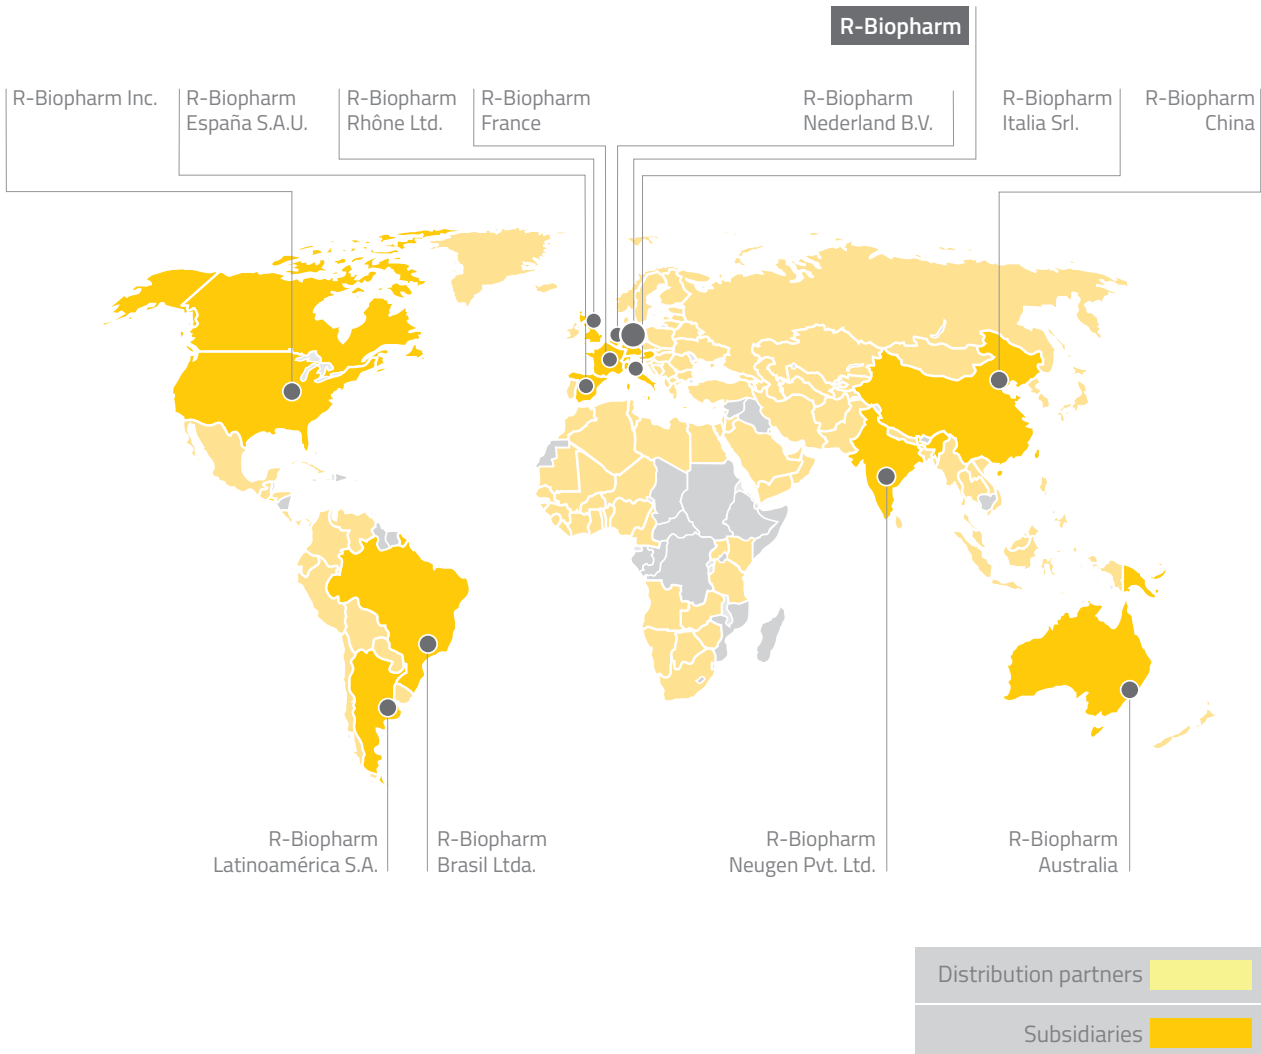 R-Biopharm
R-Biopharm Inc.
R-Biopharm
España S.A.U.
R-Biopharm
Rhône Ltd.
R-Biopharm
France
R-Biopharm
Nederland B.V.
R-Biopharm
Italia Srl.
R-Biopharm
China
R-Biopharm
Latinoamérica S.A.
R-Biopharm
Brasil Ltda.
R-Biopharm
Neugen Pvt. Ltd.
R-Biopharm
Australia
Distribution partners
Subsidiaries